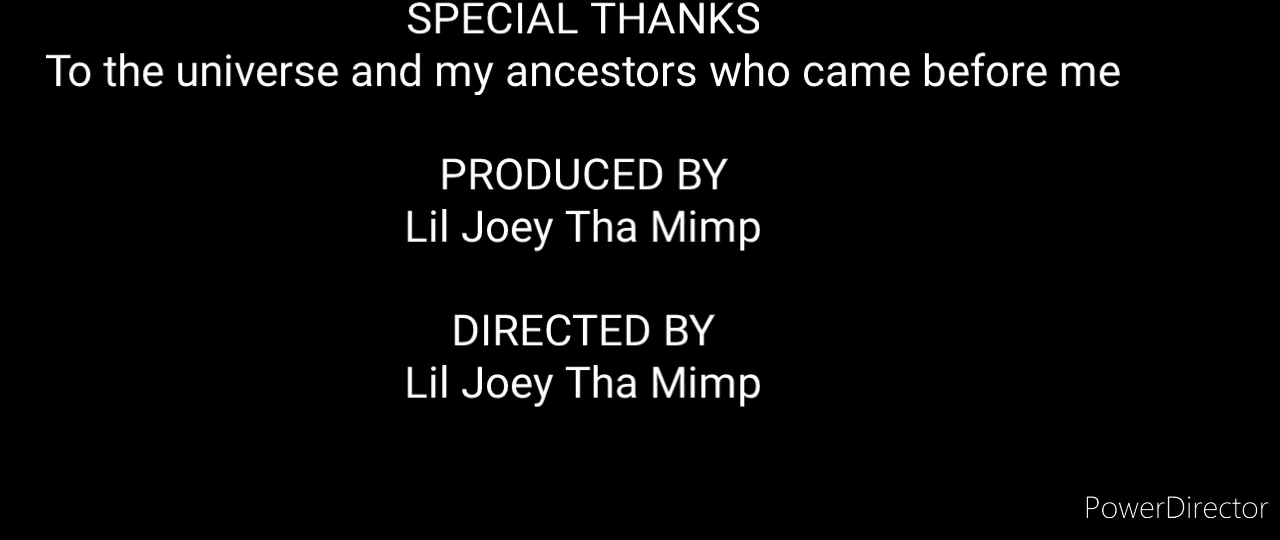 SPECIAL THANKS
To the universe and my ancestors who came before me
PRODUCED BY
Lil Joey Tha Mimp
DIRECTED BY
Lil Joey Tha Mimp
PowerDirector